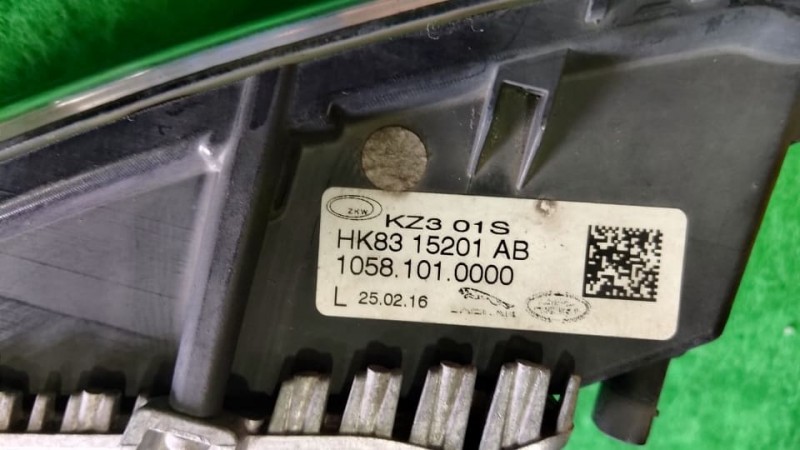 ZKW
KZ3 01S
HK83 15201 AB
1058.101.0000
L 25.02.16
JAGUAR